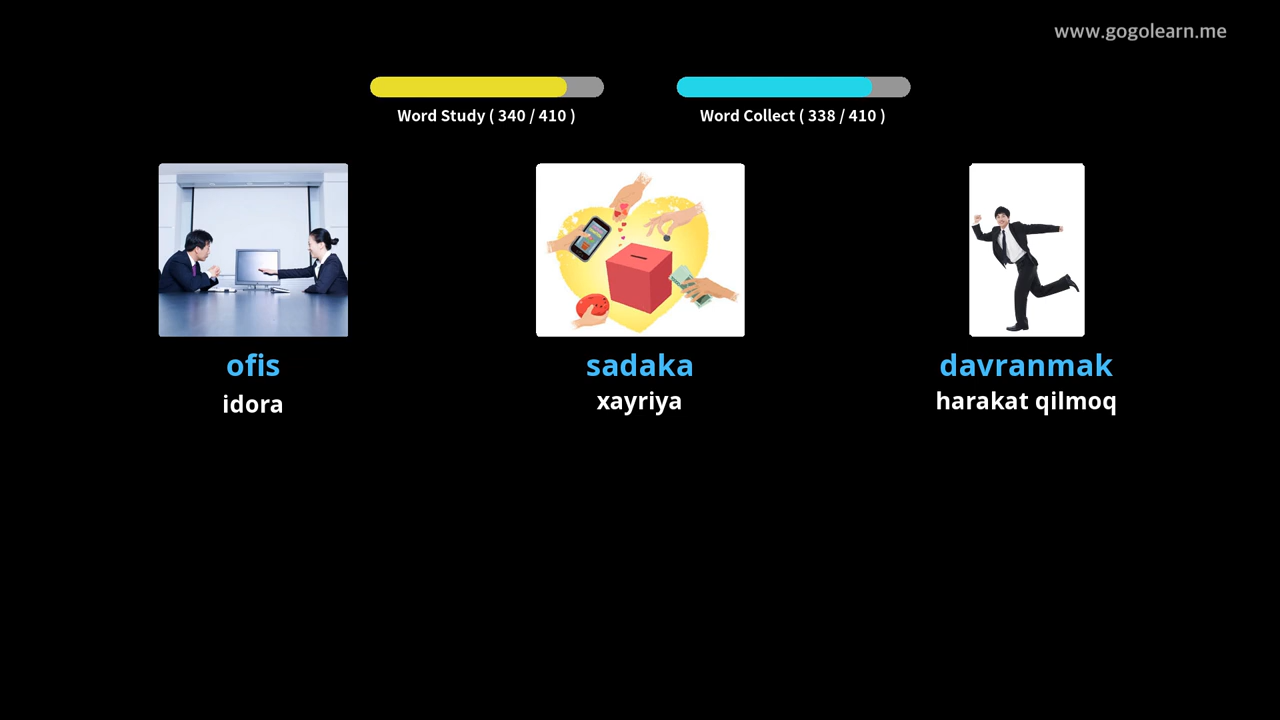 www.gogolearn.me
Word Study ( 340 / 410 )
Word Collect ( 338 / 410 )
ofis
sadaka
davranmak
idora
xayriya
harakat qilmoq